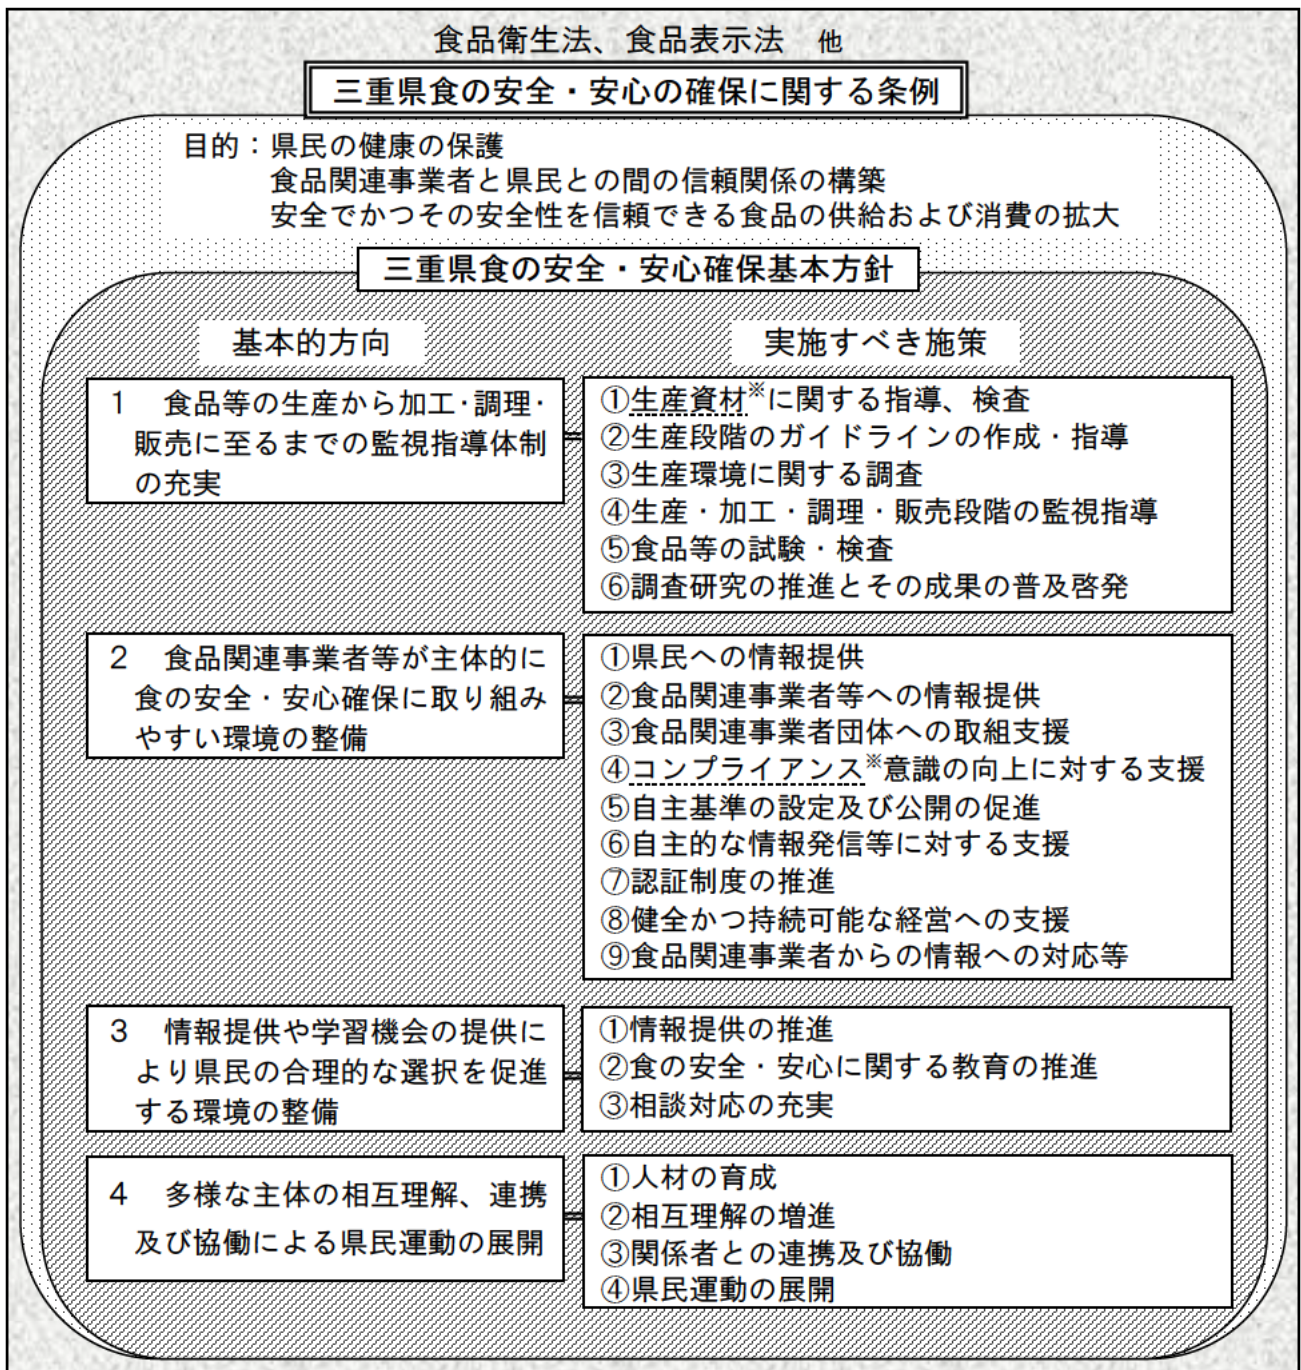 食品衛生法、食品表示法　他
三重県食の安全・安心の確保に関する条例
目的：県民の健康の保護
食品関連事業者と県民との間の信頼関係の構築
安全でかつその安全性を信頼できる食品の供給および消費の拡大
三重県食の安全・安心確保基本方針
基本的方向
実施すべき施策
1　食品等の生産から加工・調理・
販売に至るまでの監視指導体制
の充実
①生産資材※に関する指導、検査
②生産段階のガイドラインの作成・指導
③生産環境に関する調査
④生産・加工・調理・販売段階の監視指導
⑤食品等の試験・検査
⑥調査研究の推進とその成果の普及啓発
2　食品関連事業者等が主体的に
食の安全・安心確保に取り組み
やすい環境の整備
①県民への情報提供
②食品関連事業者等への情報提供
③食品関連事業者団体への取組支援
④コンプライアンス※意識の向上に対する支援
⑤自主基準の設定及び公開の促進
⑥自主的な情報発信等に対する支援
⑦認証制度の推進
⑧健全かつ持続可能な経営への支援
⑨食品関連事業者からの情報への対応等
3　情報提供や学習機会の提供に
より県民の合理的な選択を促進
する環境の整備
①情報提供の推進
②食の安全・安心に関する教育の推進
③相談対応の充実
4　多様な主体の相互理解、連携
及び協働による県民運動の展開
①人材の育成
②相互理解の増進
③関係者との連携及び協働
④県民運動の展開